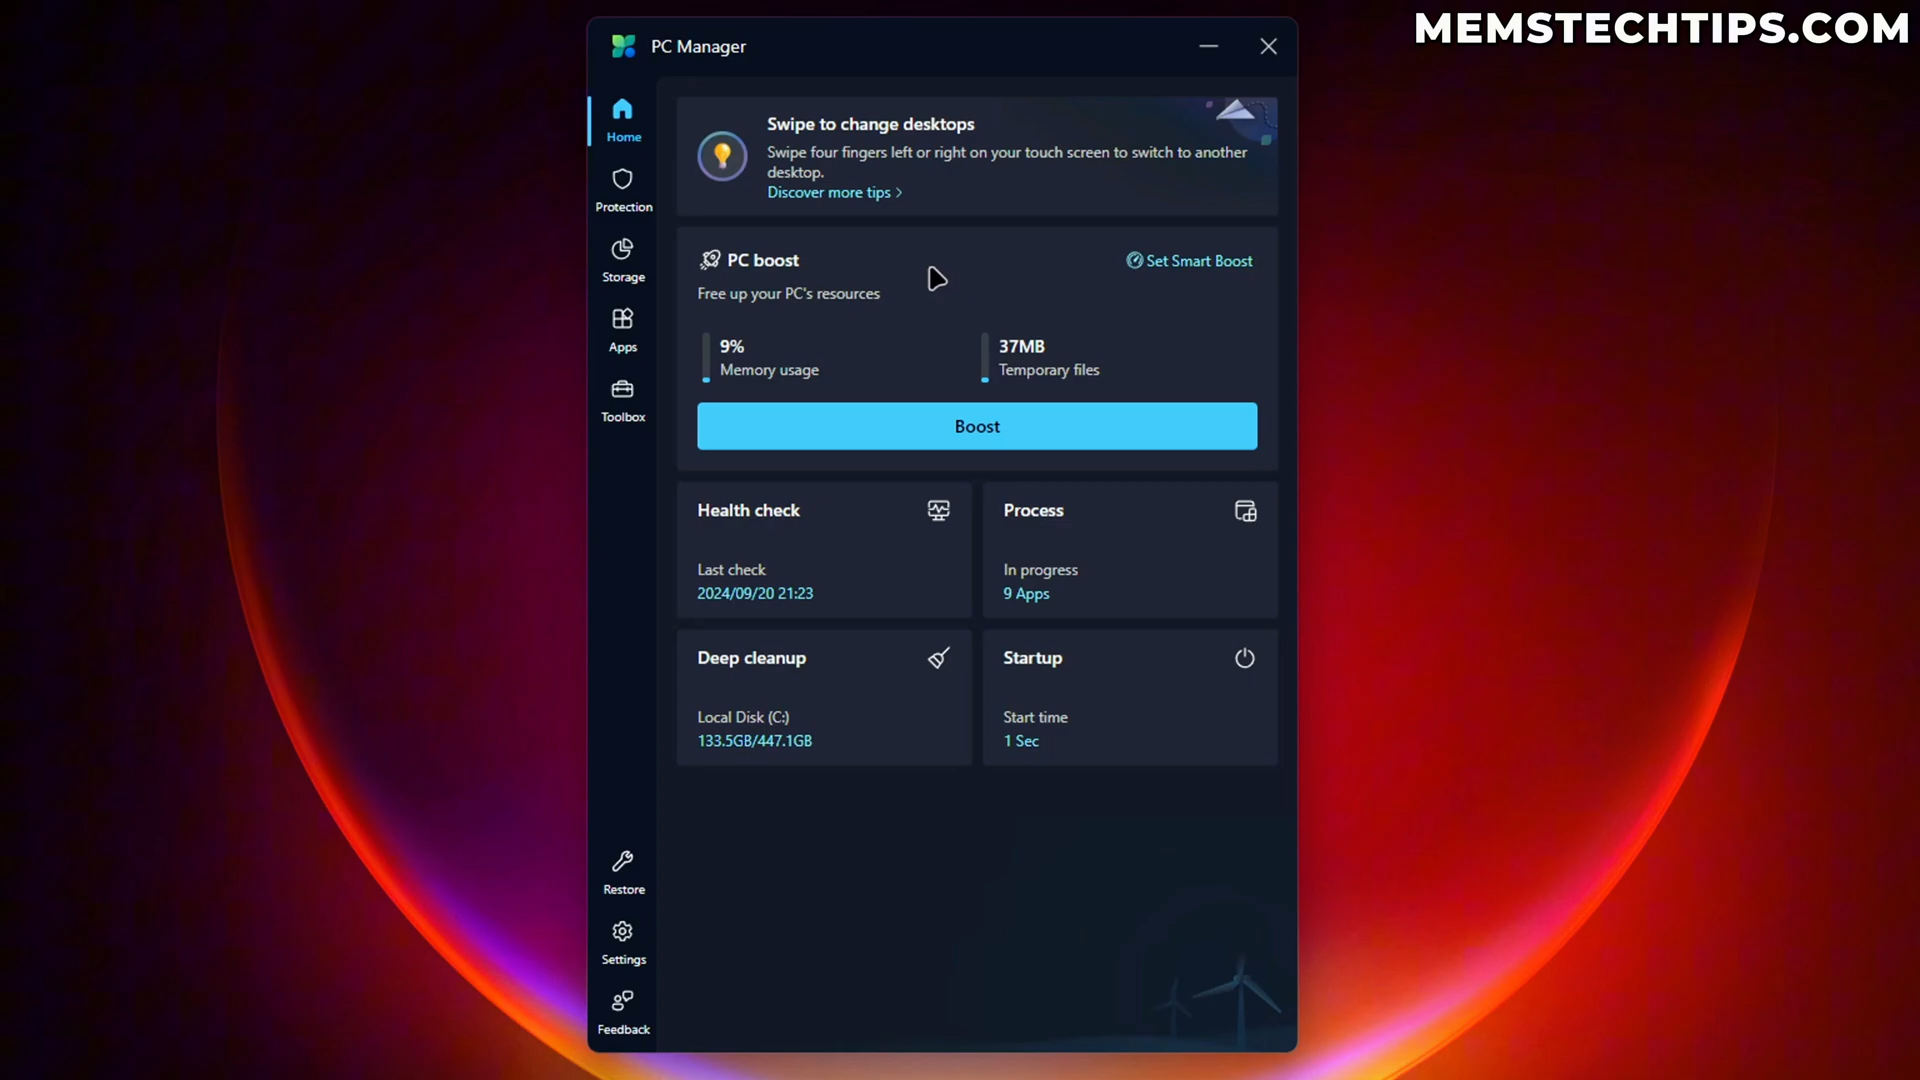 MEMSTECHTIPS.COM
PC Manager
Home
Protection
Storage
Apps
Toolbox
Restore
Settings
Feedback
Swipe to change desktops
Swipe four fingers left or right on your touch screen to switch to another
desktop.
Discover more tips >
PC boost
Set Smart Boost
Free up your PC's resources
9%
Memory usage
37MB
Temporary files
Boost
Health check
Last check
2024/09/20 21:23
Process
In progress
9 Apps
Deep cleanup
Local Disk (C:)
133.5GB/447.1GB
Startup
Start time
1 Sec